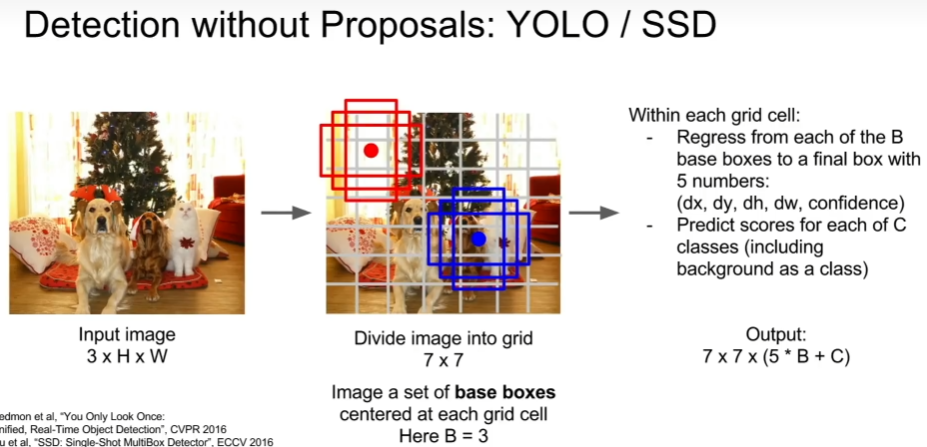 Detection without Proposals: YOLO / SSD
Input image
3 x H x W
Divide image into grid
7 x 7
Image a set of base boxes
centered at each grid cell
Here B = 3
Within each grid cell:
- Regress from each of the B
base boxes to a final box with
5 numbers:
(dx, dy, dh, dw, confidence)
- Predict scores for each of C
classes (including
background as a class)
Output:
7 x 7 x (5 * B + C)
edmon et al, “You Only Look Once:
nified, Real-Time Object Detection”, CVPR 2016
u et al, “SSD: Single-Shot MultiBox Detector”, ECCV 2016